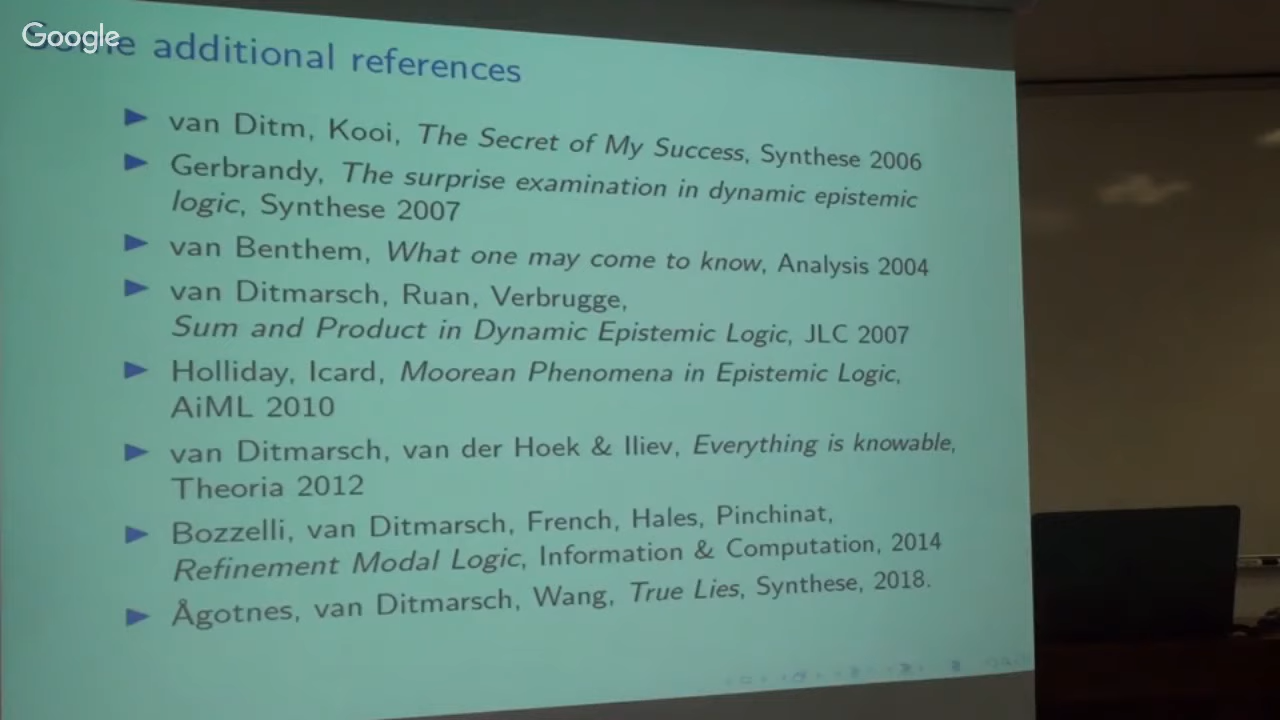 Google
additional references
van Ditm, Kooi, The Secret of My Success, Synthese 2006
Gerbrandy, The surprise examination in dynamic epistemic
logic, Synthese 2007
van Benthem, What one may come to know, Analysis 2004
van Ditmarsch, Ruan, Verbrugge,
Sum and Product in Dynamic Epistemic Logic, JLC 2007
Holliday, Icard, Moorean Phenomena in Epistemic Logic,
AiML 2010
van Ditmarsch, van der Hoek & Iliev, Everything is knowable,
Theoria 2012
Bozzelli, van Ditmarsch, French, Hales, Pinchinat,
Refinement Modal Logic, Information & Computation, 2014
Ågotnes, van Ditmarsch, Wang, True Lies, Synthese, 2018.